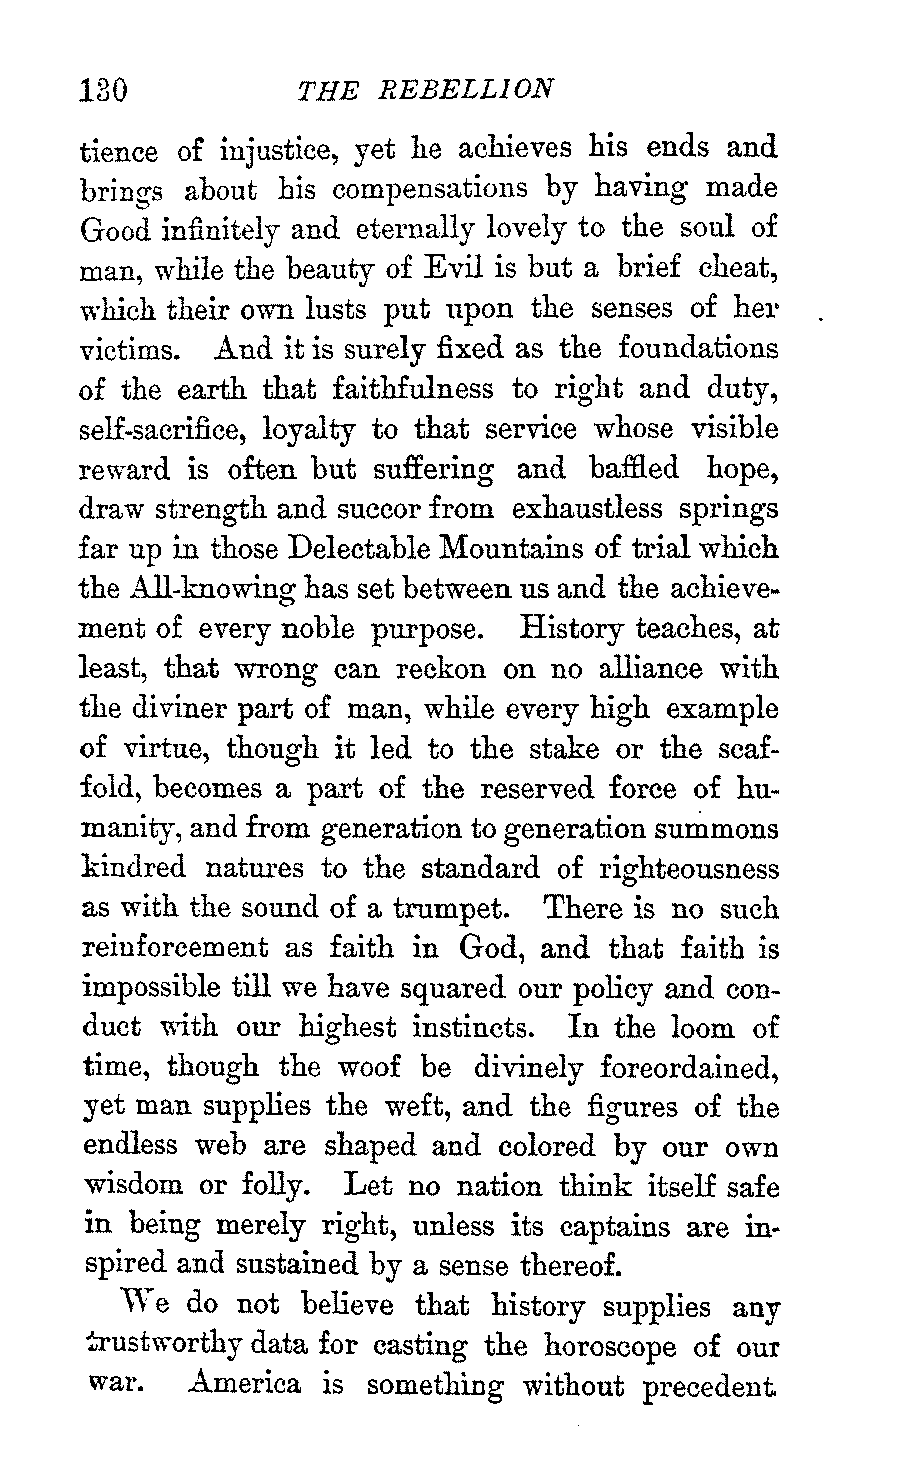 130 THE REBELLION
tience of injustice, yet he achieves his ends and
brings about his compensations by having made
Good infinitely and eternally lovely to the soul of
man, while the beauty of Evil is but a brief cheat,
which their own lusts put upon the senses of her
victims. And it is surely fixed as the foundations
of the earth that faithfulness to right and duty,
self-sacrifice, loyalty to that service whose visible
reward is often but suffering and baffled hope,
draw strength and succor from exhaustless springs
far up in those Delectable Mountains of trial which
the All-knowing has set between us and the achieve-
ment of every noble purpose. History teaches, at
least, that wrong can reckon on no alliance with
the diviner part of man, while every high example
of virtue, though it led to the stake or the scaf-
fold, becomes a part of the reserved force of hu-
manity, and from generation to generation summons
kindred natures to the standard of righteousness
as with the sound of a trumpet. There is no such
reinforcement as faith in God, and that faith is
impossible till we have squared our policy and con-
duct with our highest instincts. In the loom of
time, though the woof be divinely foreordained,
yet man supplies the weft, and the figures of the
endless web are shaped and colored by our own
wisdom or folly. Let no nation think itself safe
in being merely right, unless its captains are in-
spired and sustained by a sense thereof.
We do not believe that history supplies any
trustworthy data for casting the horoscope of our
war. America is something without precedent